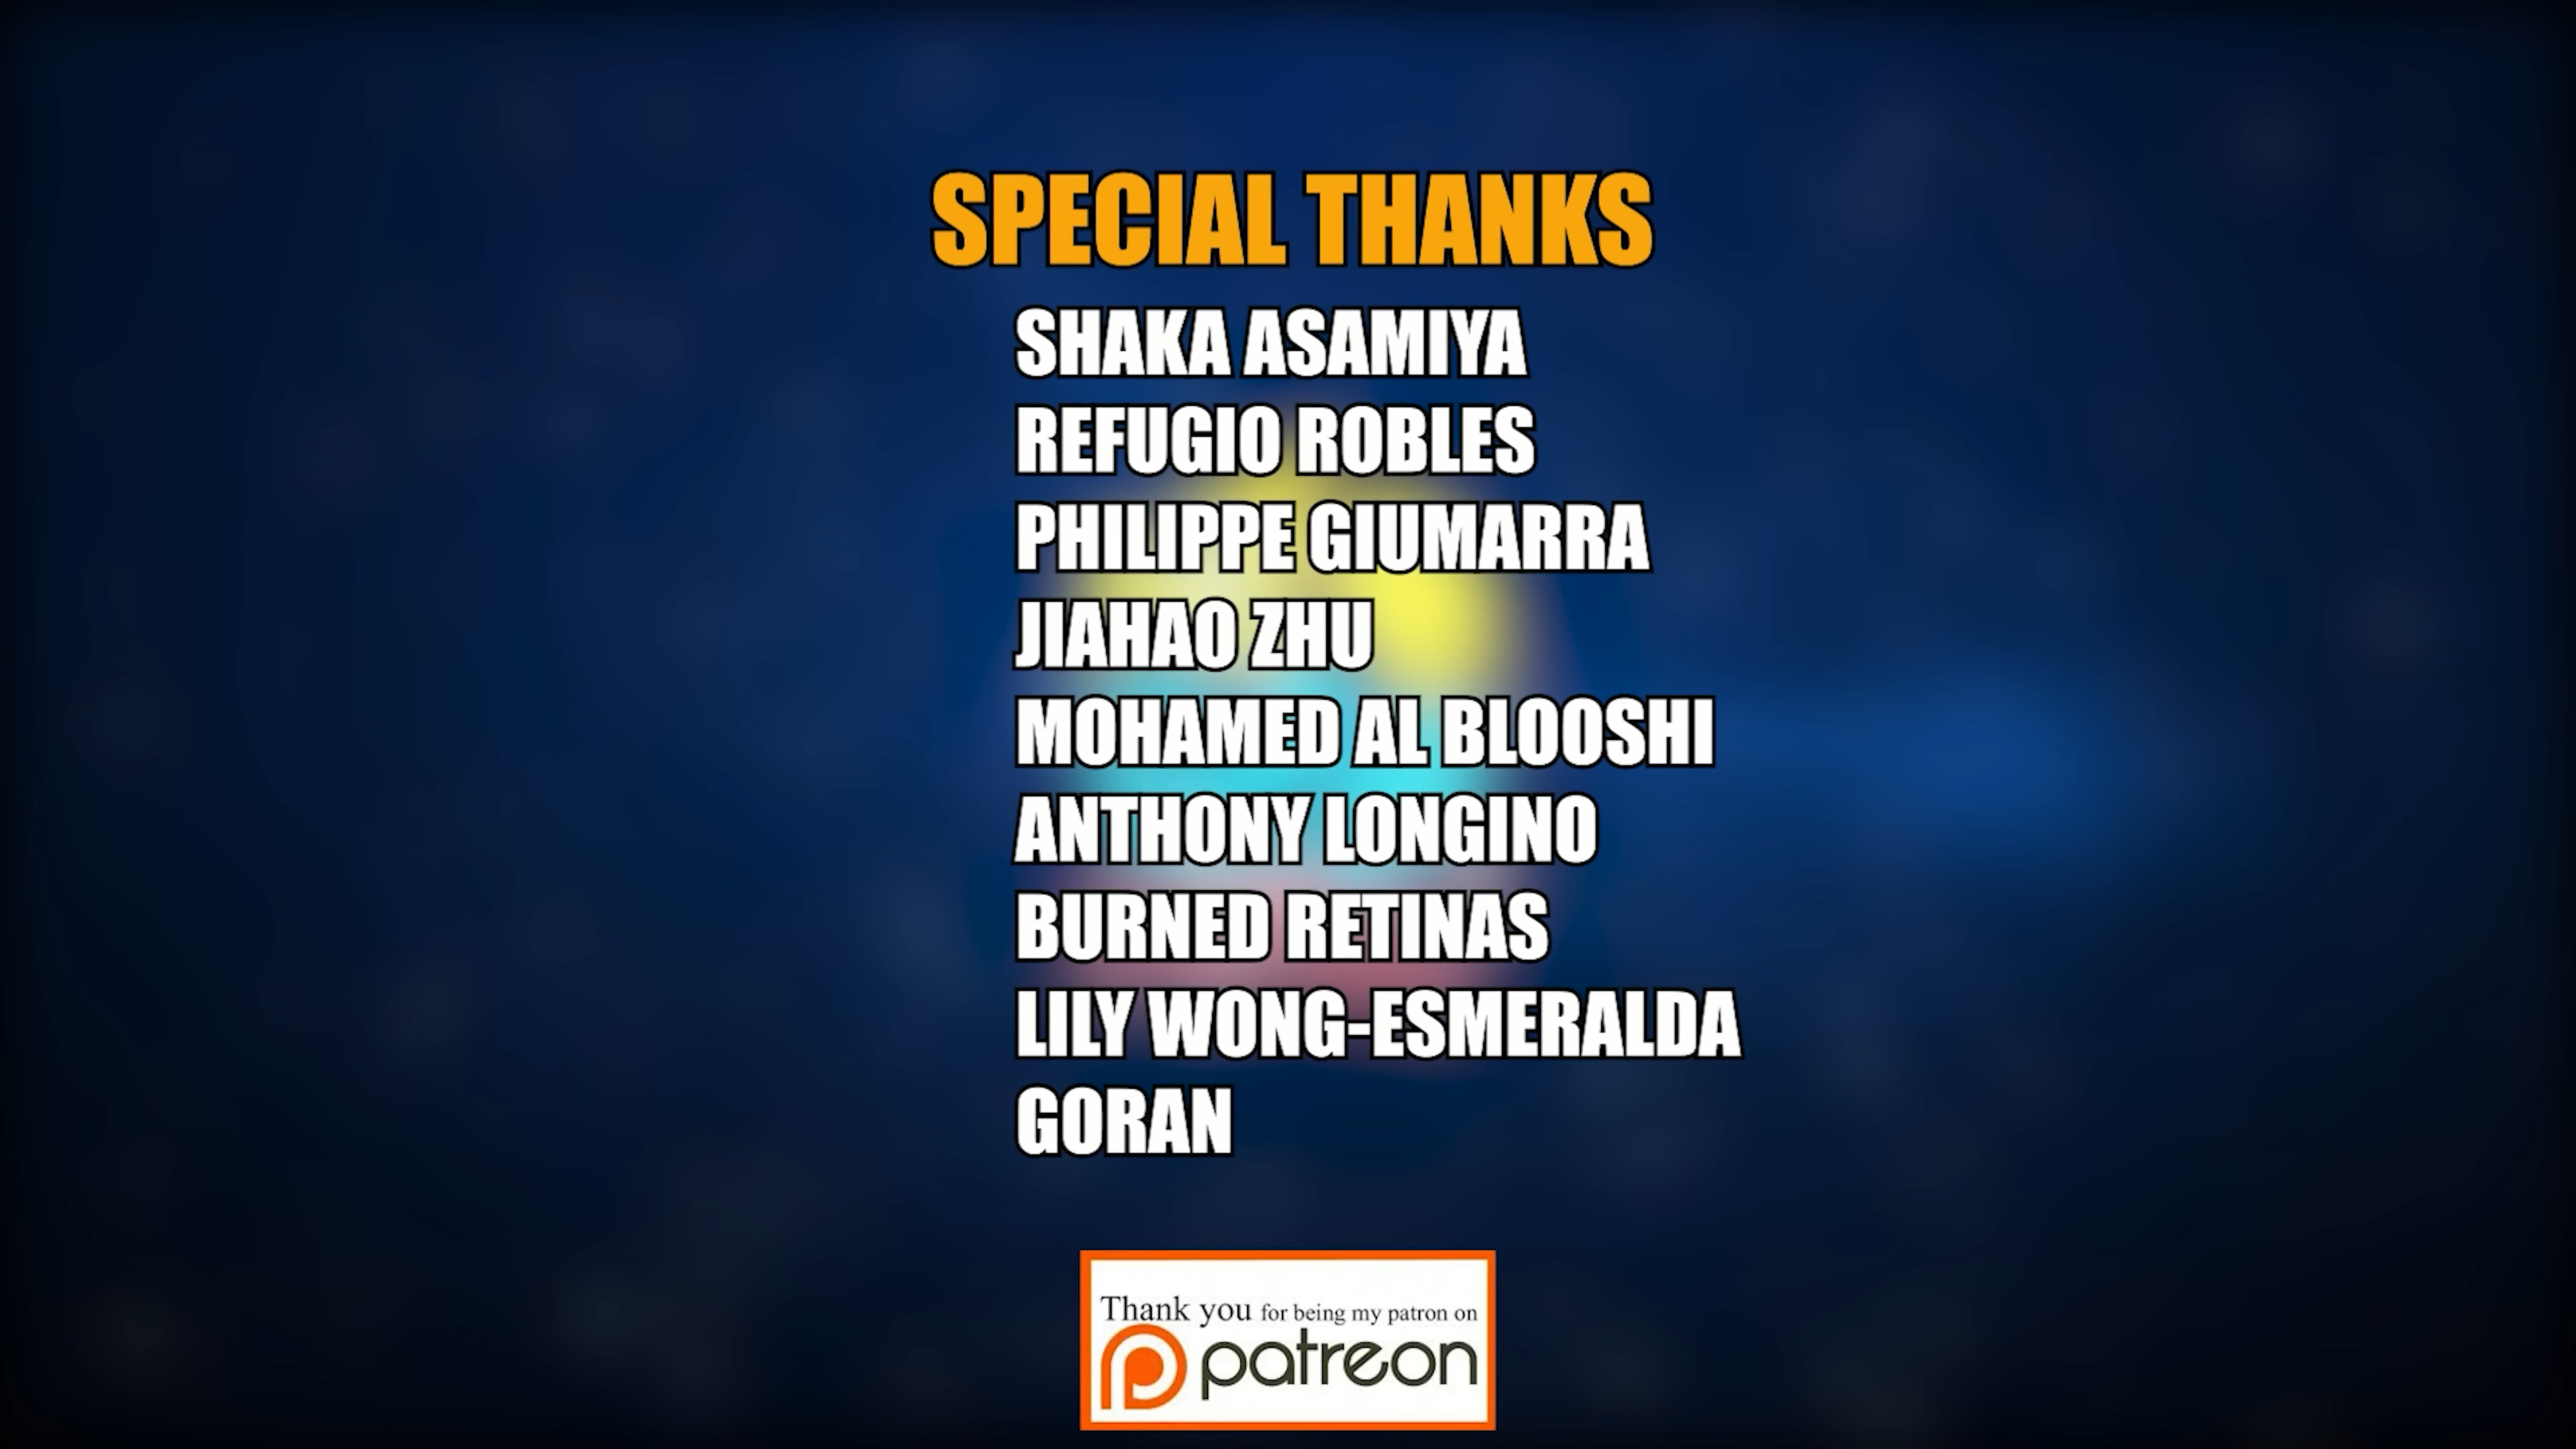 SPECIAL THANKS
SHAKA ASAMIYA
REFUGIO ROBLES
PHILIPPE GIUMARRA
JIAHAO ZHU
MOHAMED AL BLOOSHI
ANTHONY LONGINO
BURNED RETINAS
LILY WONG-ESMERALDA
GORAN
Thank you for being my patron on
patreon